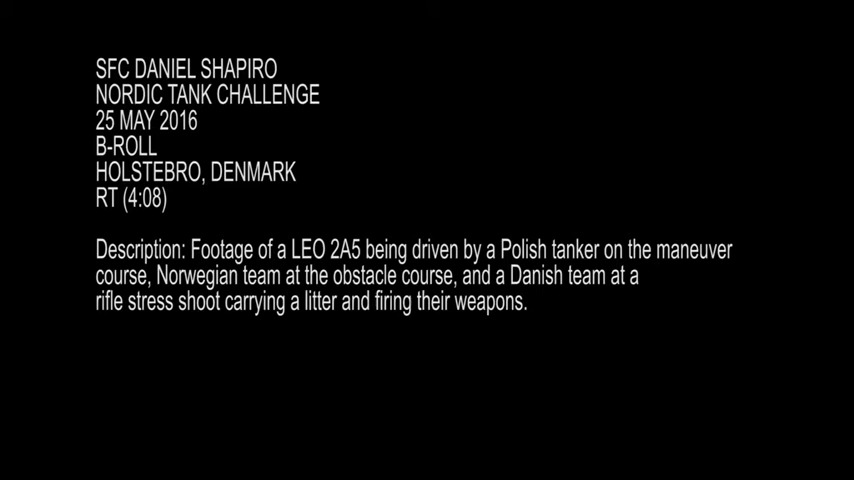 SFC DANIEL SHAPIRO
NORDIC TANK CHALLENGE
25 MAY 2016
B-ROLL
HOLSTEBRO, DENMARK
RT (4:08)
Description: Footage of a LEO 2A5 being driven by a Polish tanker on the maneuver
course, Norwegian team at the obstacle course, and a Danish team at a
rifle stress shoot carrying a litter and firing their weapons.